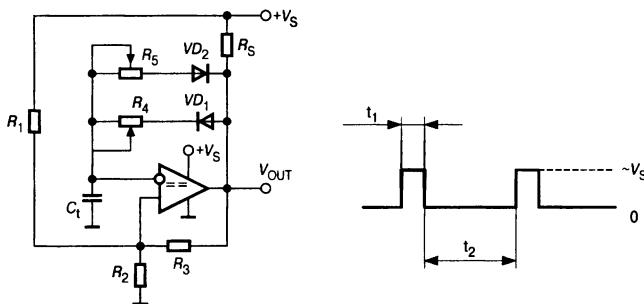 +V_S
R_S
R_5
VD_2
R_4
VD_1
R_1
+V_S
V_OUT
==
C_t
R_3
R_2
t_1
~V_S
0
t_2